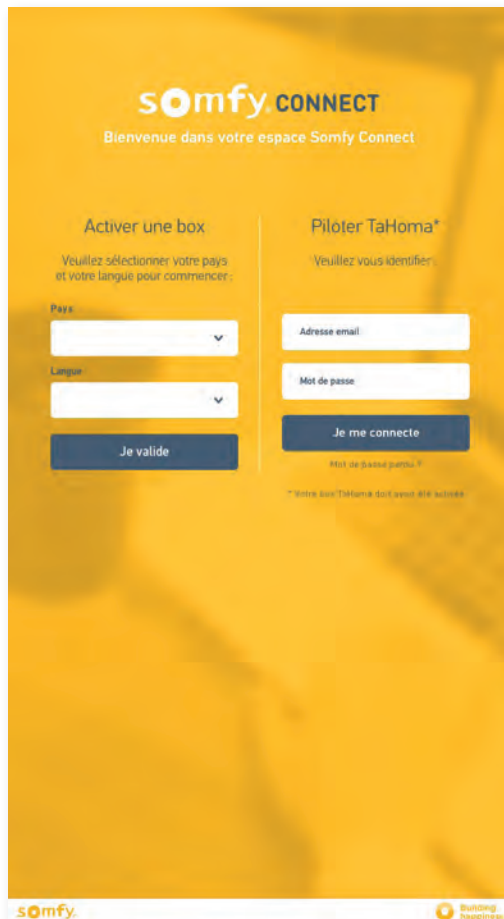 somfy. CONNECT
Bienvenue dans votre espace Somfy Connect
Activer une box
Veuillez sélectionner votre pays
et votre langue pour commencer :
Pays
Langue
Je valide
Piloter TaHoma*
Veuillez vous identifier :
Adresse email
Mot de passe
Je me connecte
Mot de passe perdu ?
* Votre box TaHoma doit avoir été activée
somfy.
Building
happiness